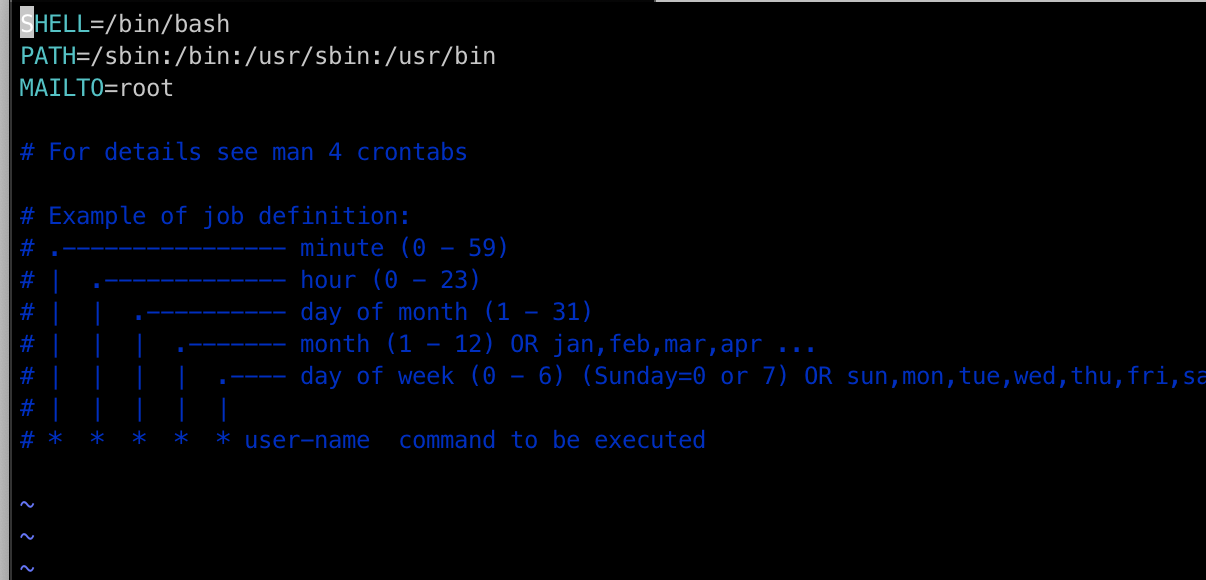 SHELL=/bin/bash
PATH=/sbin:/bin:/usr/sbin:/usr/bin
MAILTO=root

# For details see man 4 crontabs

# Example of job definition:
# .---------------- minute (0 - 59)
# |  .------------- hour (0 - 23)
# |  |  .---------- day of month (1 - 31)
# |  |  |  .------- month (1 - 12) OR jan,feb,mar,apr ...
# |  |  |  |  .---- day of week (0 - 6) (Sunday=0 or 7) OR sun,mon,tue,wed,thu,fri,sa
# |  |  |  |  |
# *  *  *  *  * user-name  command to be executed

~
~
~